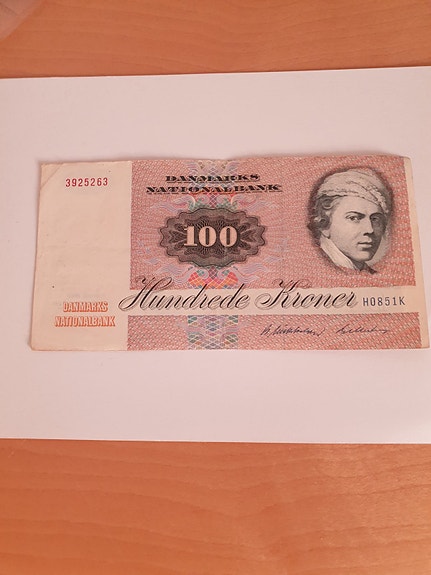 3925263
DANMARKS
NATIONALBANK
100
Hundrede Kroner H0851K
DANMARKS
NATIONALBANK